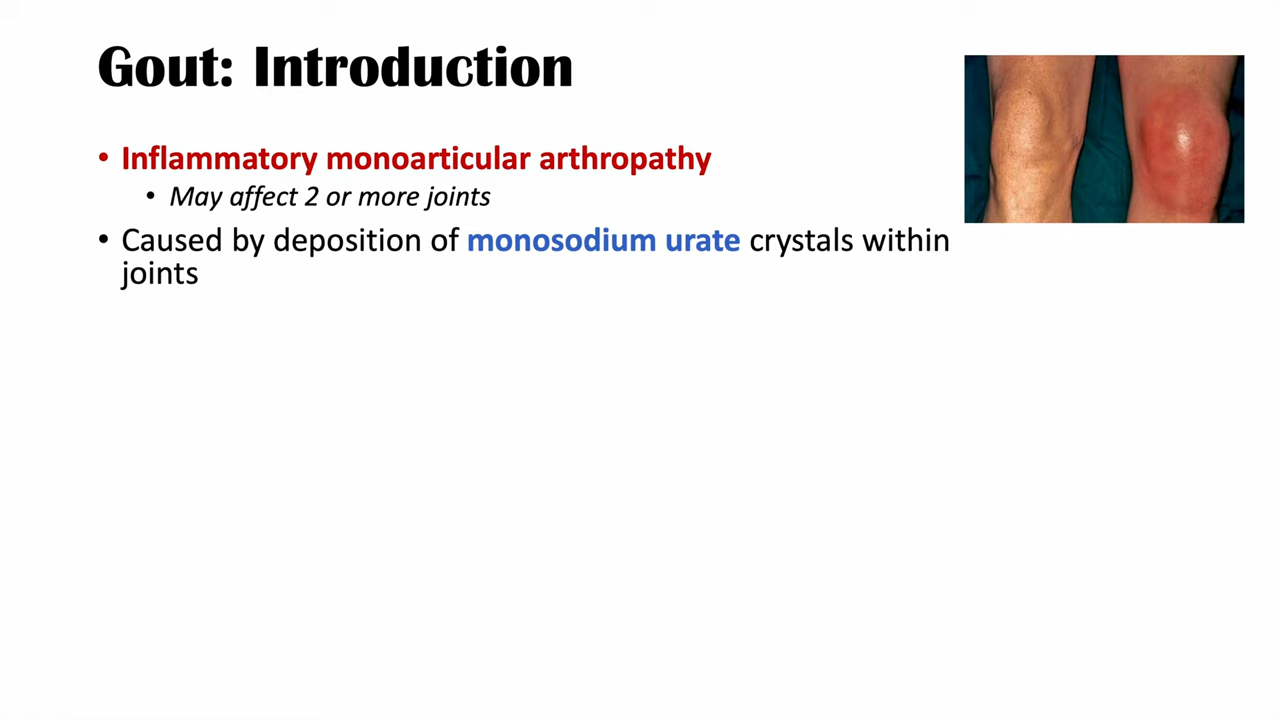 Gout: Introduction
• Inflammatory monoarticular arthropathy
• May affect 2 or more joints
• Caused by deposition of monosodium urate crystals within
joints